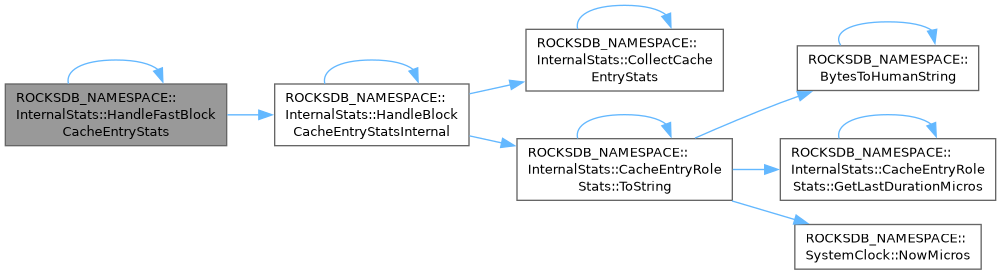 ROCKSDB_NAMESPACE::
InternalStats::HandleFastBlock
CacheEntryStats
ROCKSDB_NAMESPACE::
InternalStats::HandleBlock
CacheEntryStatsInternal
ROCKSDB_NAMESPACE::
InternalStats::CollectCache
EntryStats
ROCKSDB_NAMESPACE::
InternalStats::CacheEntryRole
Stats::ToString
ROCKSDB_NAMESPACE::
BytesToHumanString
ROCKSDB_NAMESPACE::
InternalStats::CacheEntryRole
Stats::GetLastDurationMicros
ROCKSDB_NAMESPACE::
SystemClock::NowMicros